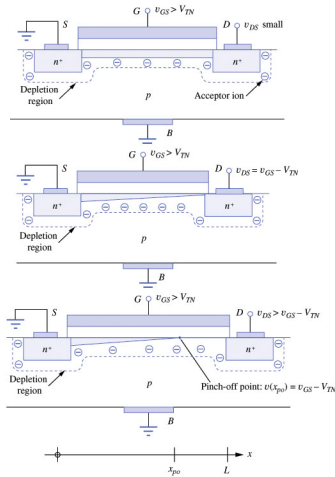 G v_GS > V_TN
S
D v_DS small
n+
n+
Depletion region
p
Acceptor ion
B
G v_GS > V_TN
S
D v_DS = v_GS − V_TN
n+
n+
Depletion region
p
B
G v_GS > V_TN
S
D v_DS > v_GS − V_TN
n+
n+
Depletion region
p
Pinch-off point: v(x_po) = v_GS − V_TN
B
x
x_po
L